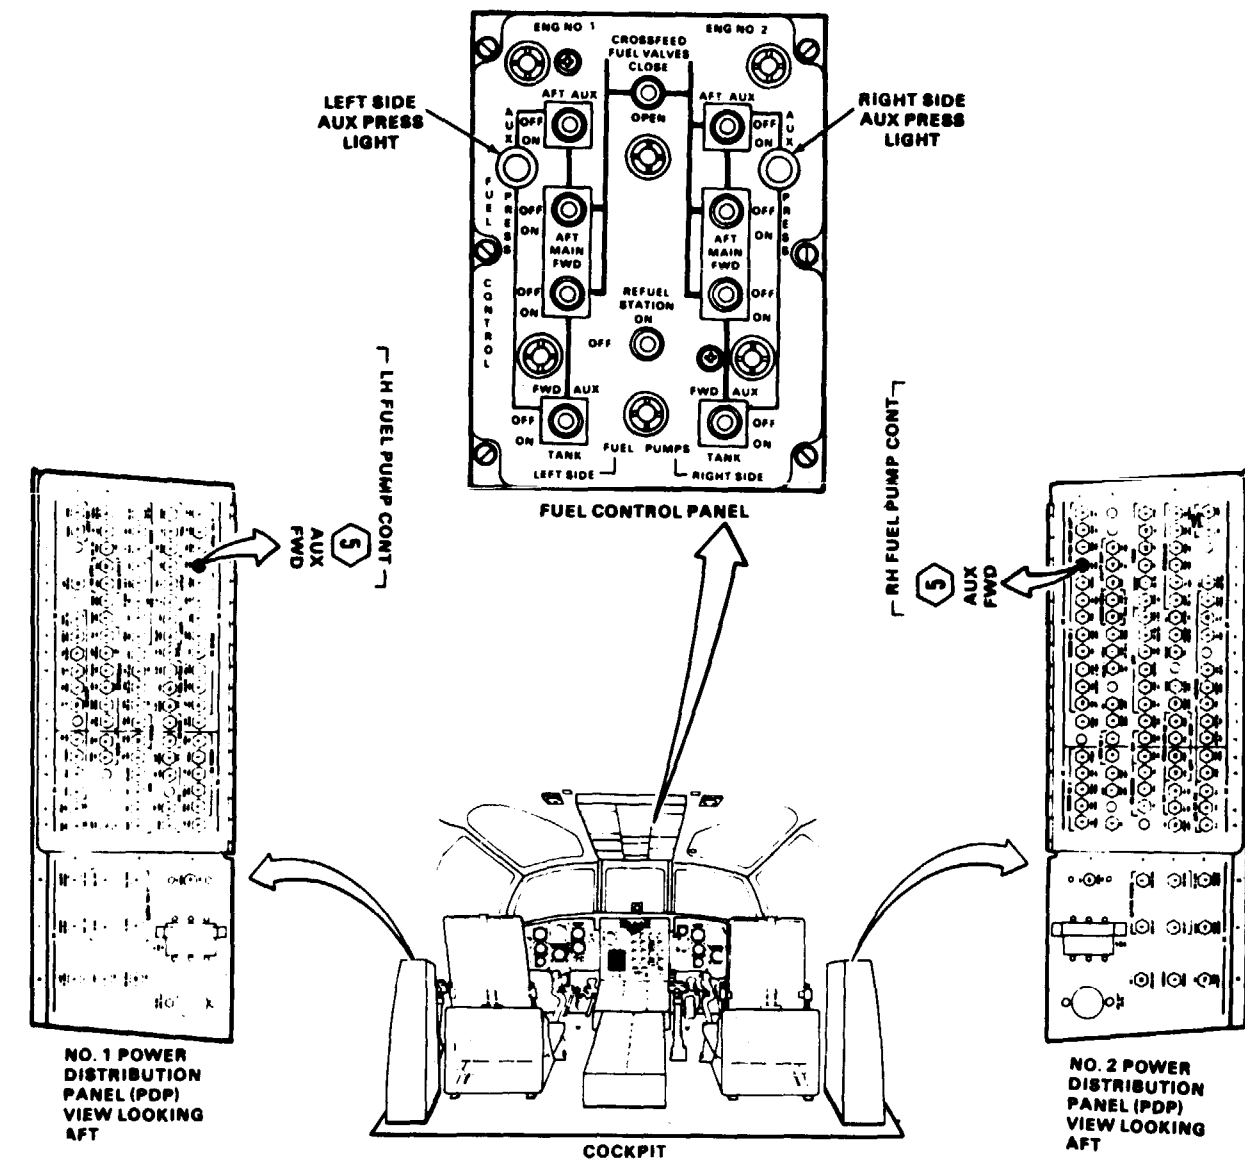 ENG NO 1
ENG NO 2
CROSSFEED
FUEL VALVES
CLOSE
OPEN
LEFT SIDE
AUX PRESS
LIGHT
RIGHT SIDE
AUX PRESS
LIGHT
AFT AUX
OFF
ON
AFT AUX
OFF
ON
AUX PRESS
AUX PRESS
FUEL CONTROL
OFF
ON
AFT
MAIN
FWD
OFF
ON
OFF
ON
AFT
MAIN
FWD
OFF
ON
REFUEL
STATION
ON
OFF
FWD AUX
OFF
ON
TANK
FWD AUX
OFF
ON
TANK
FUEL PUMPS
LEFT SIDE
RIGHT SIDE
FUEL CONTROL PANEL
LH FUEL PUMP CONT
5
AUX
FWD
RH FUEL PUMP CONT
5
AUX
FWD
NO. 1 POWER
DISTRIBUTION
PANEL (PDP)
VIEW LOOKING
AFT
NO. 2 POWER
DISTRIBUTION
PANEL (PDP)
VIEW LOOKING
AFT
COCKPIT